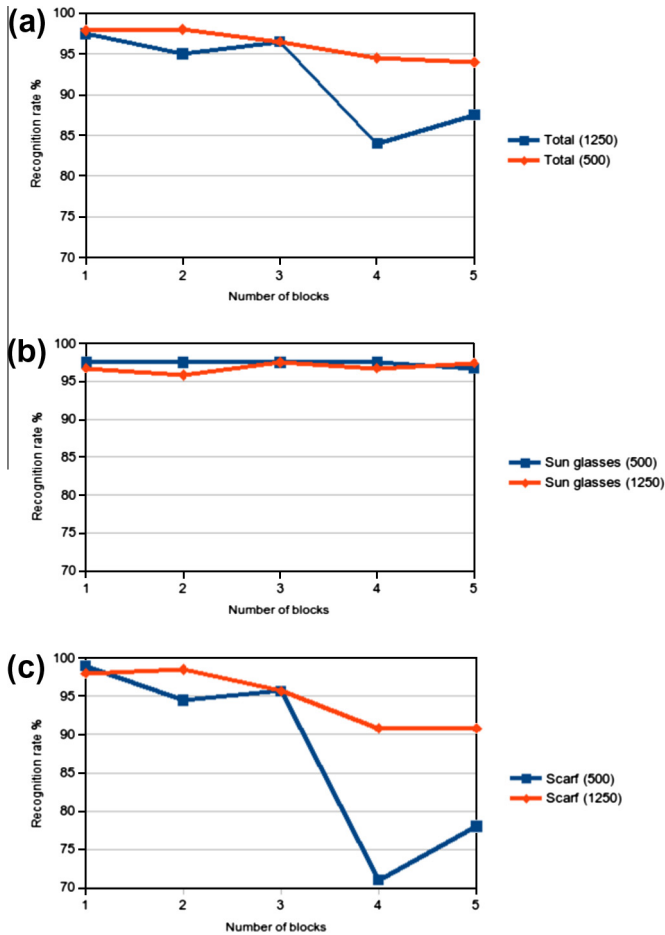 (a)
100
95
90
85
80
75
70
Recognition rate %
1 2 3 4 5
Number of blocks
Total (1250)
Total (500)
(b)
100
95
90
85
80
75
70
Recognition rate %
1 2 3 4 5
Number of blocks
Sun glasses (500)
Sun glasses (1250)
(c)
100
95
90
85
80
75
70
Recognition rate %
1 2 3 4 5
Number of blocks
Scarf (500)
Scarf (1250)